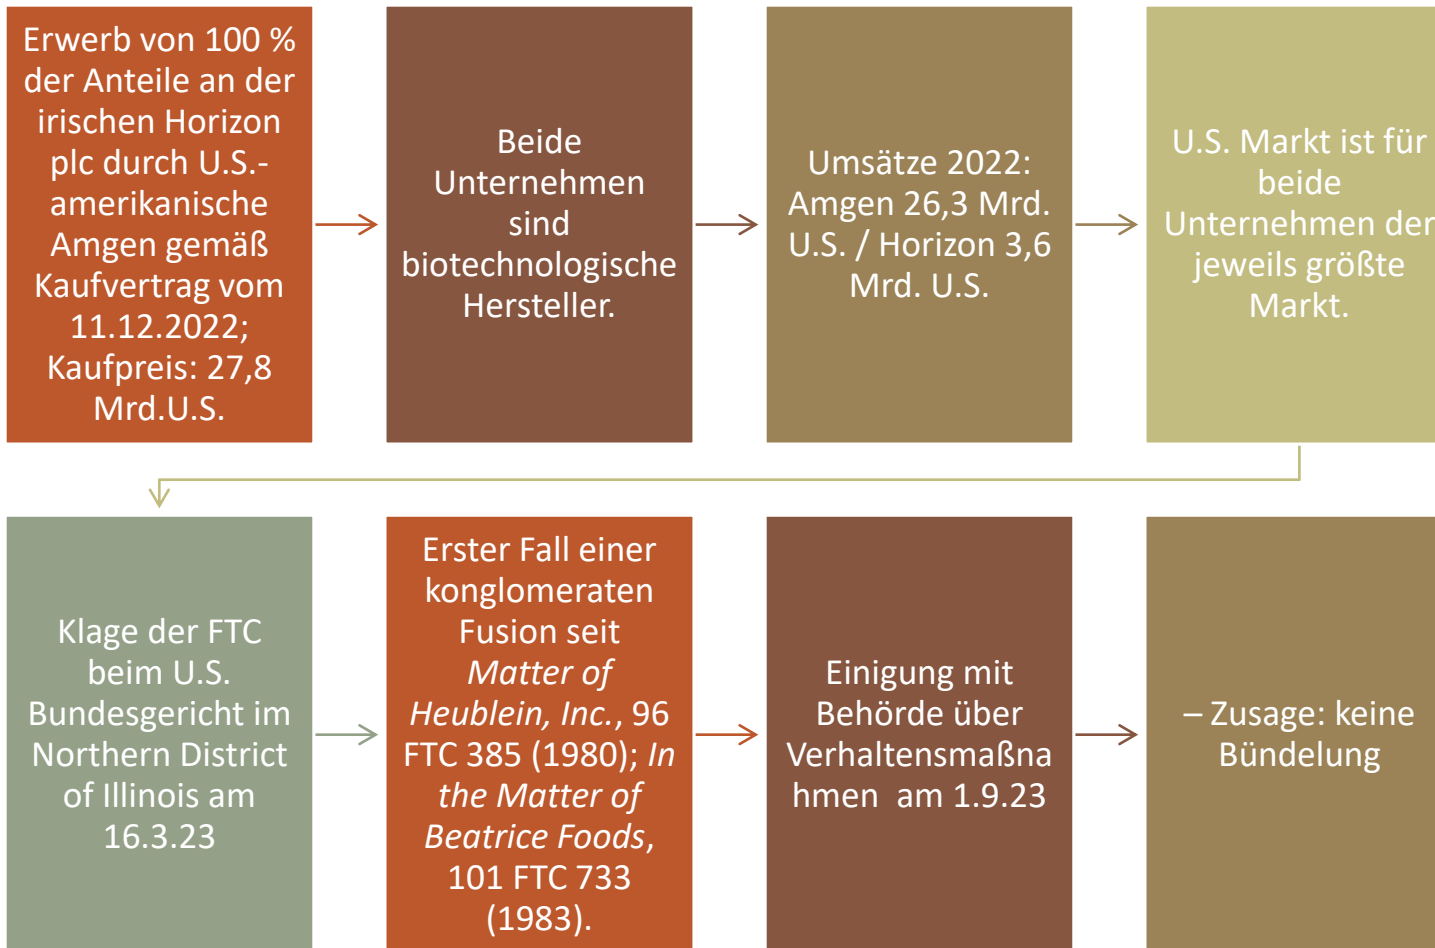 Erwerb von 100 %
der Anteile an der
irischen Horizon
plc durch U.S.-
amerikanische
Amgen gemäß
Kaufvertrag vom
11.12.2022;
Kaufpreis: 27,8
Mrd.U.S.
Beide
Unternehmen
sind
biotechnologische
Hersteller.
Umsätze 2022:
Amgen 26,3 Mrd.
U.S. / Horizon 3,6
Mrd. U.S.
U.S. Markt ist für
beide
Unternehmen der
jeweils größte
Markt.
Klage der FTC
beim U.S.
Bundesgericht im
Northern District
of Illinois am
16.3.23
Erster Fall einer
konglomeraten
Fusion seit
Matter of
Heublein, Inc., 96
FTC 385 (1980); In
the Matter of
Beatrice Foods,
101 FTC 733
(1983).
Einigung mit
Behörde über
Verhaltensmaßna
hmen  am 1.9.23
– Zusage: keine
Bündelung